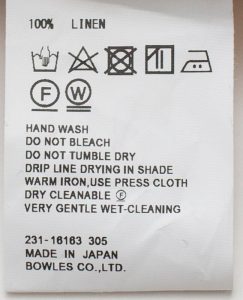 100% LINEN
F W
HAND WASH
DO NOT BLEACH
DO NOT TUMBLE DRY
DRIP LINE DRYING IN SHADE
WARM IRON,USE PRESS CLOTH
DRY CLEANABLE Ⓕ
VERY GENTLE WET-CLEANING
231-16163 305
MADE IN JAPAN
BOWLES CO.,LTD.